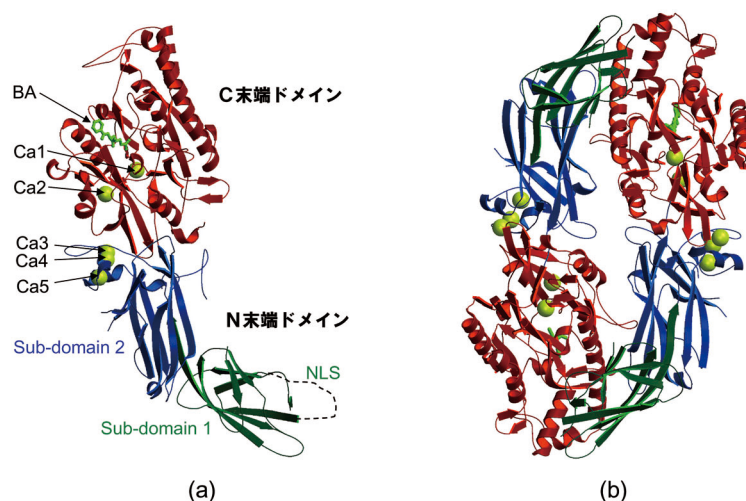 BA
C末端ドメイン
Ca1
Ca2
Ca3
Ca4
Ca5
N末端ドメイン
Sub-domain 2
NLS
Sub-domain 1
(a)
(b)